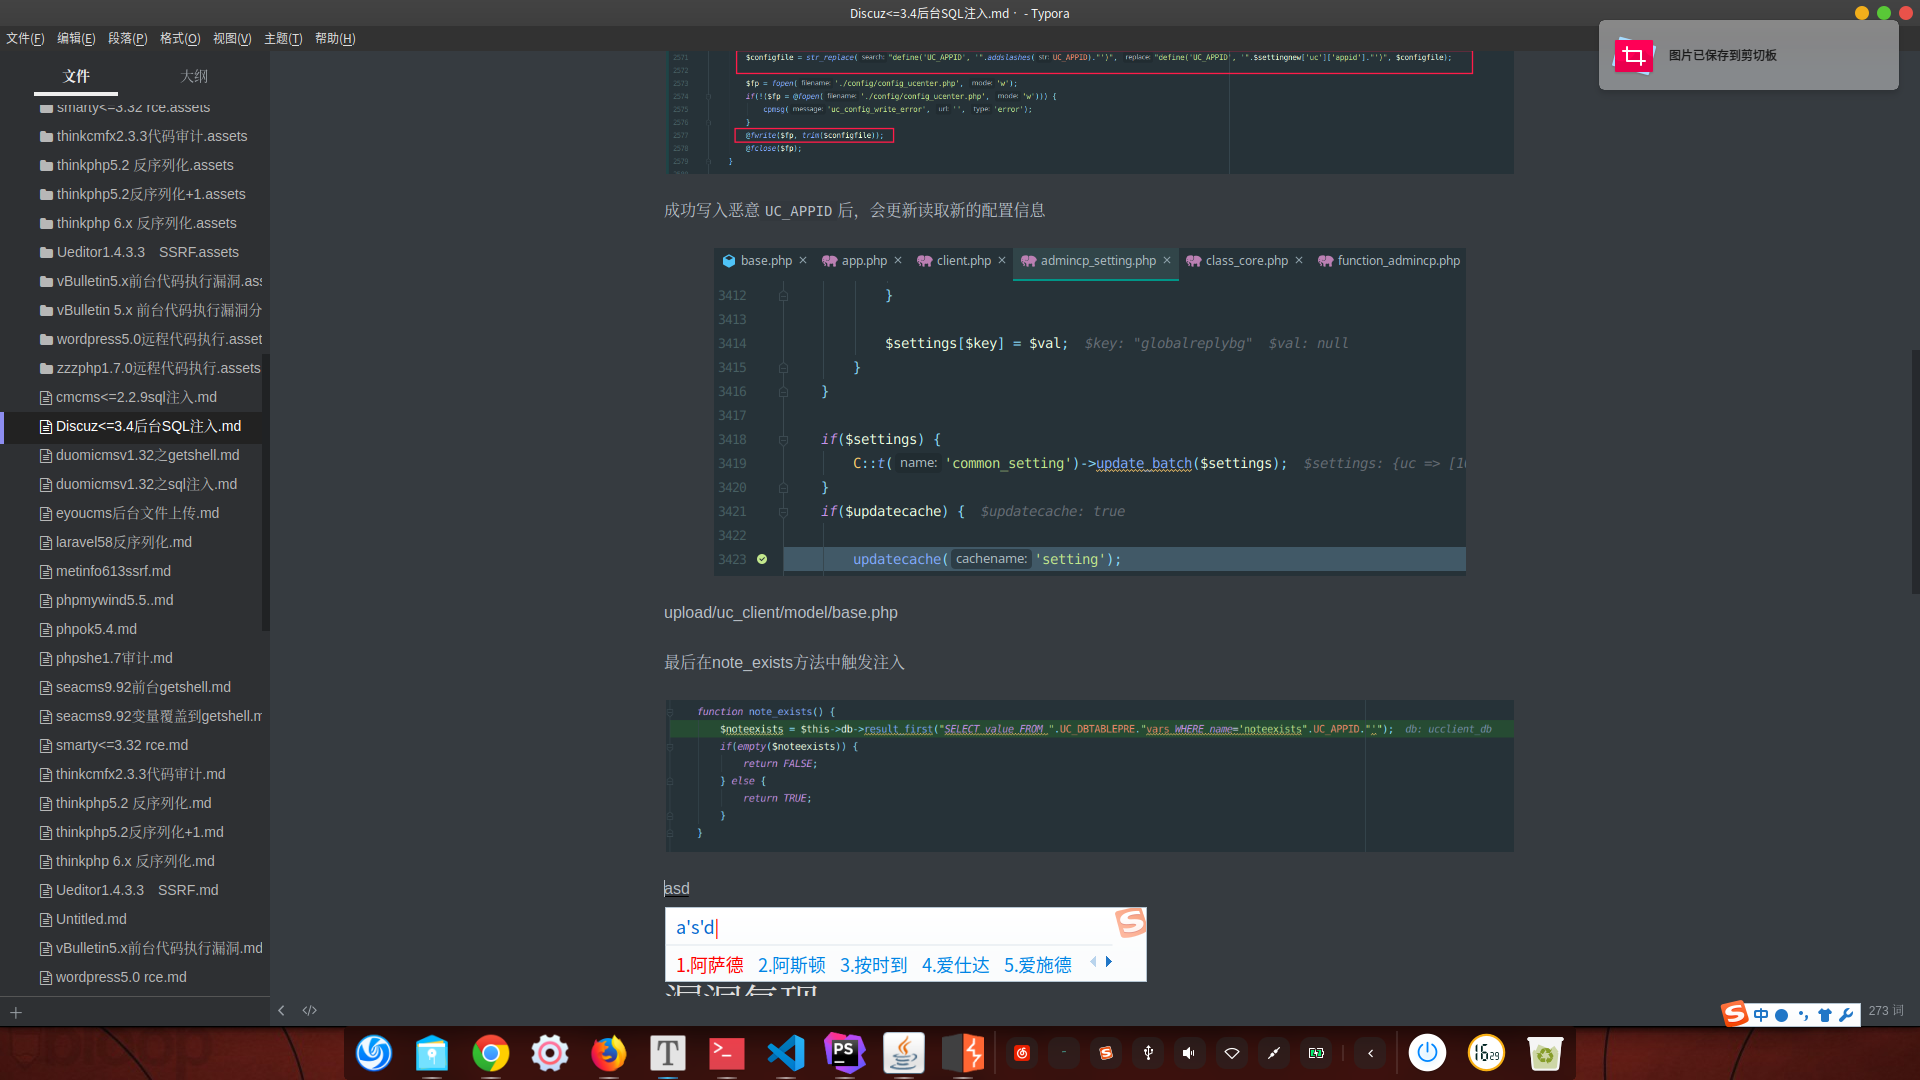 Discuz<=3.4后台SQL注入.md · - Typora
文件(F) 编辑(E) 段落(P) 格式(O) 视图(V) 主题(T) 帮助(H)
图片已保存到剪切板
文件 大纲
smarty<=3.32 rce.assets
thinkcmfx2.3.3代码审计.assets
thinkphp5.2 反序列化.assets
thinkphp5.2反序列化+1.assets
thinkphp 6.x 反序列化.assets
Ueditor1.4.3.3 SSRF.assets
vBulletin5.x前台代码执行漏洞.ass
vBulletin 5.x 前台代码执行漏洞分
wordpress5.0远程代码执行.asset
zzzphp1.7.0远程代码执行.assets
cmcms<=2.2.9sql注入.md
Discuz<=3.4后台SQL注入.md
duomicmsv1.32之getshell.md
duomicmsv1.32之sql注入.md
eyoucms后台文件上传.md
laravel58反序列化.md
metinfo613ssrf.md
phpmywind5.5..md
phpok5.4.md
phpshe1.7审计.md
seacms9.92前台getshell.md
seacms9.92变量覆盖到getshell.m
smarty<=3.32 rce.md
thinkcmfx2.3.3代码审计.md
thinkphp5.2 反序列化.md
thinkphp5.2反序列化+1.md
thinkphp 6.x 反序列化.md
Ueditor1.4.3.3 SSRF.md
Untitled.md
vBulletin5.x前台代码执行漏洞.md
wordpress5.0 rce.md
2571 $configfile = str_replace( search: "define('UC_APPID', '".addslashes( str: UC_APPID)."')", replace: "define('UC_APPID', '".$settingnew['uc']['appid']."')", $configfile);
2572
2573 $fp = fopen( filename: './config/config_ucenter.php', mode: 'w');
2574 if(!($fp = @fopen( filename: './config/config_ucenter.php', mode: 'w'))) {
2575 cpmsg( message: 'uc_config_write_error', url: '', type: 'error');
2576 }
2577 @fwrite($fp, trim($configfile));
2578 @fclose($fp);
2579 }
成功写入恶意 UC_APPID 后，会更新读取新的配置信息
base.php × app.php × client.php × admincp_setting.php × class_core.php × function_admincp.php
3412 }
3413
3414 $settings[$key] = $val; $key: "globalreplybg" $val: null
3415 }
3416 }
3417
3418 if($settings) {
3419 C::t( name: 'common_setting')->update_batch($settings); $settings: {uc => [10
3420 }
3421 if($updatecache) { $updatecache: true
3422
3423 updatecache( cachename: 'setting');
upload/uc_client/model/base.php
最后在note_exists方法中触发注入
function note_exists() {
$noteexists = $this->db->result_first("SELECT value FROM ".UC_DBTABLEPRE."vars WHERE name='noteexists".UC_APPID."'"); db: ucclient_db
if(empty($noteexists)) {
return FALSE;
} else {
return TRUE;
}
}
asd
a's'd
1.阿萨德 2.阿斯顿 3.按时到 4.爱仕达 5.爱施德
漏洞复现
中
273 词
T
PS
16 29